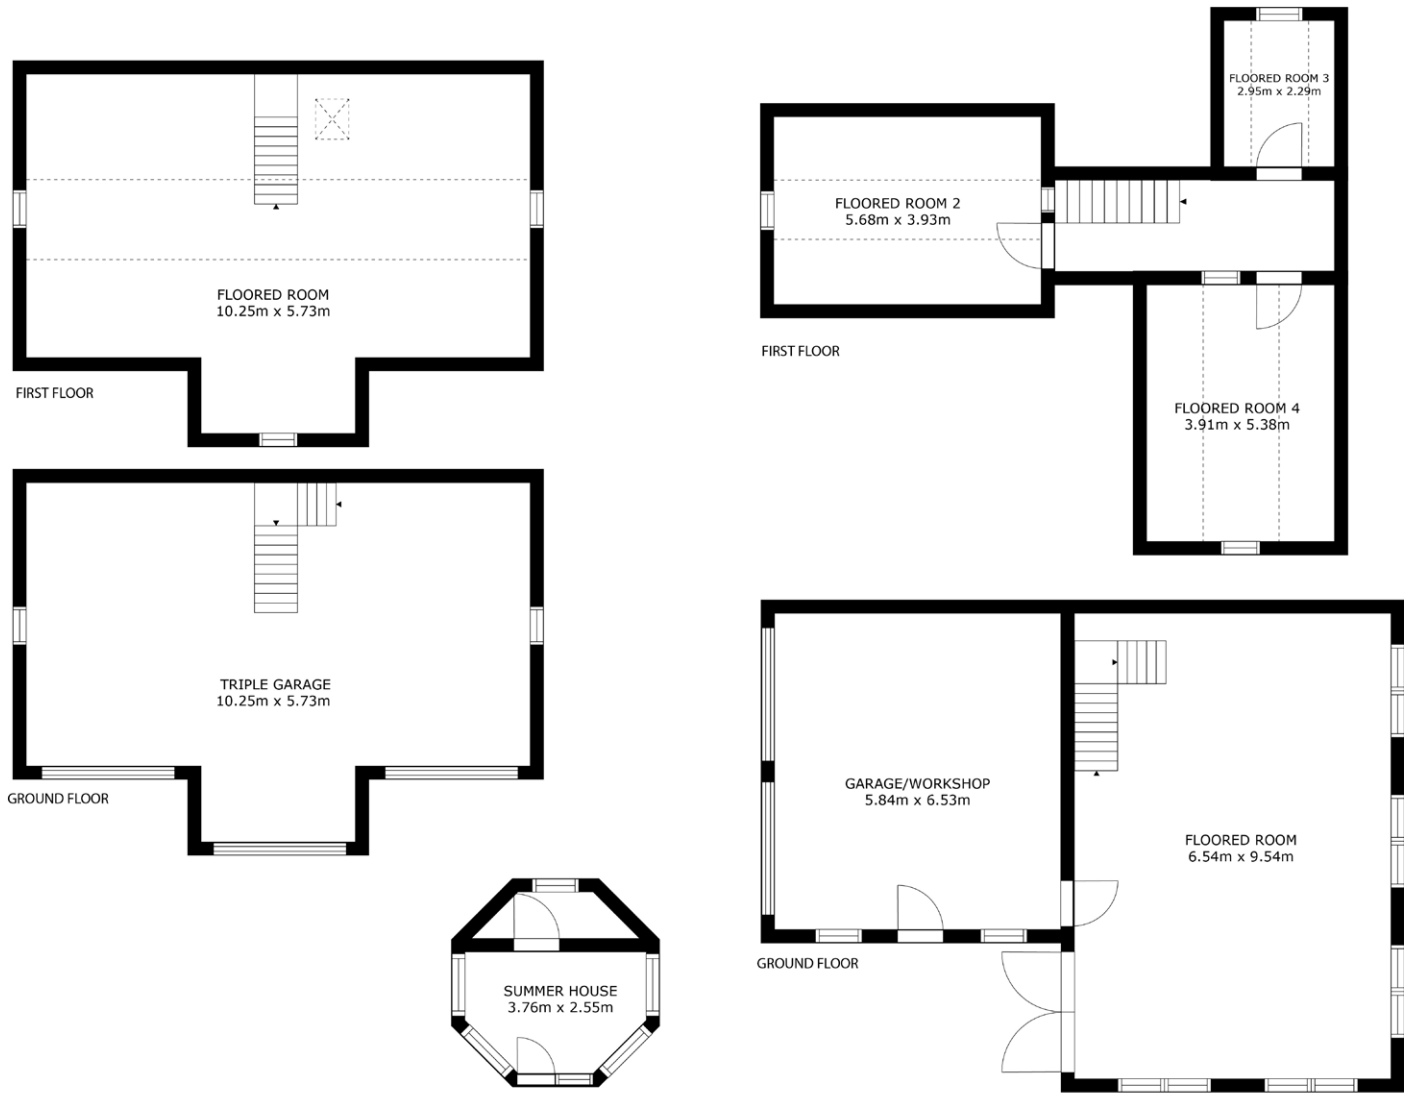 FLOORED ROOM
10.25m x 5.73m
FIRST FLOOR
TRIPLE GARAGE
10.25m x 5.73m
GROUND FLOOR
SUMMER HOUSE
3.76m x 2.55m
FLOORED ROOM 3
2.95m x 2.29m
FLOORED ROOM 2
5.68m x 3.93m
FIRST FLOOR
FLOORED ROOM 4
3.91m x 5.38m
GARAGE/WORKSHOP
5.84m x 6.53m
FLOORED ROOM
6.54m x 9.54m
GROUND FLOOR